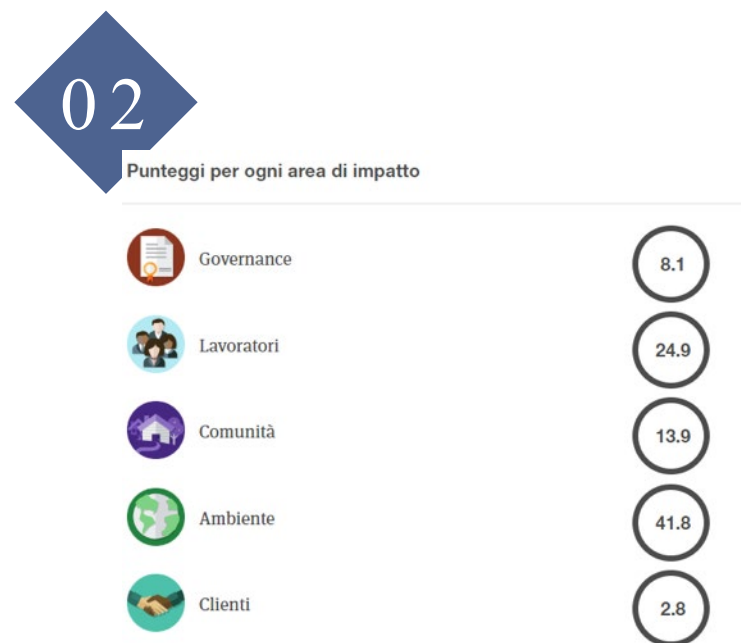 02
Punteggi per ogni area di impatto
Governance 8.1
Lavoratori 24.9
Comunità 13.9
Ambiente 41.8
Clienti 2.8